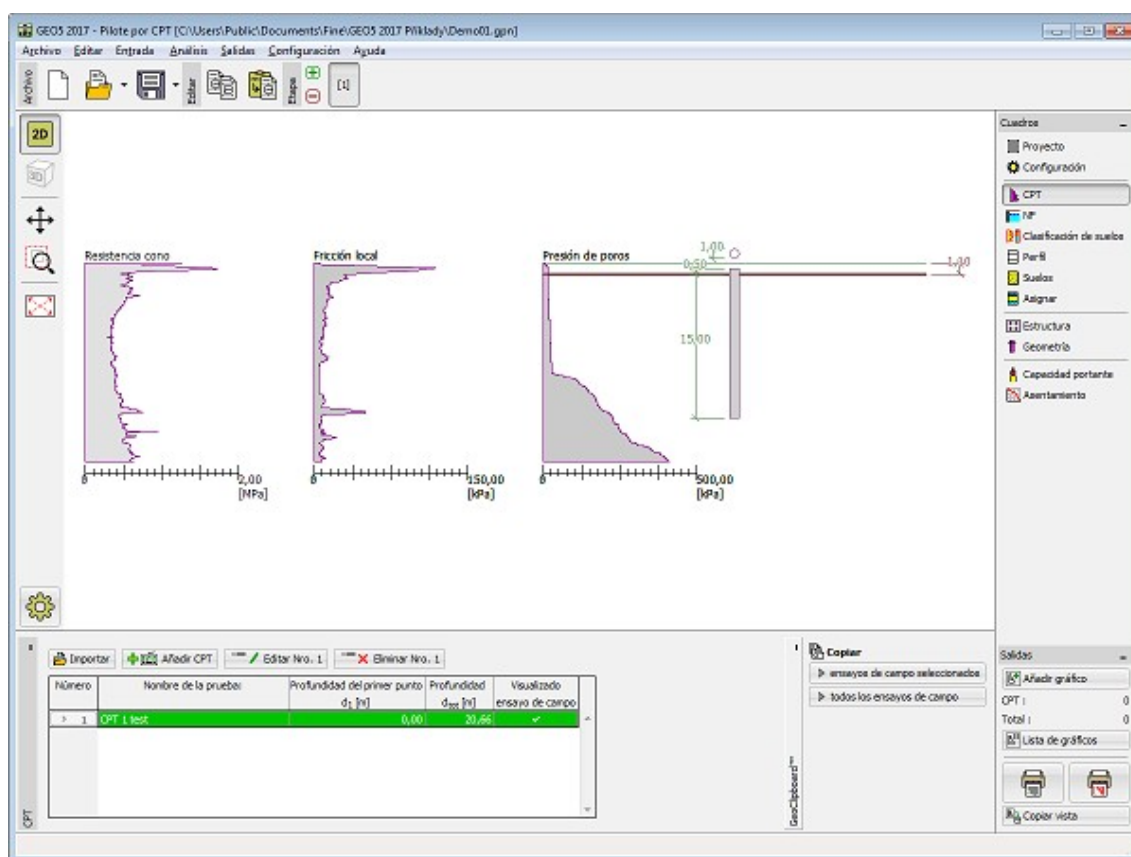 GEO5 2017 - Pilote por CPT [C:\Users\Public\Documents\Fine\GEO5 2017 Příklady\Demo01.gpn]
Archivo Editar Entrada Análisis Salidas Configuración Ayuda
Archivo
Editar
Etapa
[1]
2D
3D
Resistencia cono
2,00
[MPa]
0
Fricción local
150,00
[kPa]
0
Presión de poros
500,00
[kPa]
0
1,00
0,50
15,00
1,00
Cuadros
Proyecto
Configuración
CPT
NF
Clasificación de suelos
Perfil
Suelos
Asignar
Estructura
Geometría
Capacidad portante
Asentamiento
CPT
Importar
Añadir CPT
Editar Nro. 1
Eliminar Nro. 1
Número Nombre de la prueba: Profundidad del primer punto d1 [m] Profundidad dtot [m] Visualizado ensayo de campo
1 CPT 1 test 0,00 20,66
GeoClipboard™
Copiar
ensayos de campo seleccionados
todos los ensayos de campo
Salidas
Añadir gráfico
CPT : 0
Total : 0
Lista de gráficos
Copiar vista